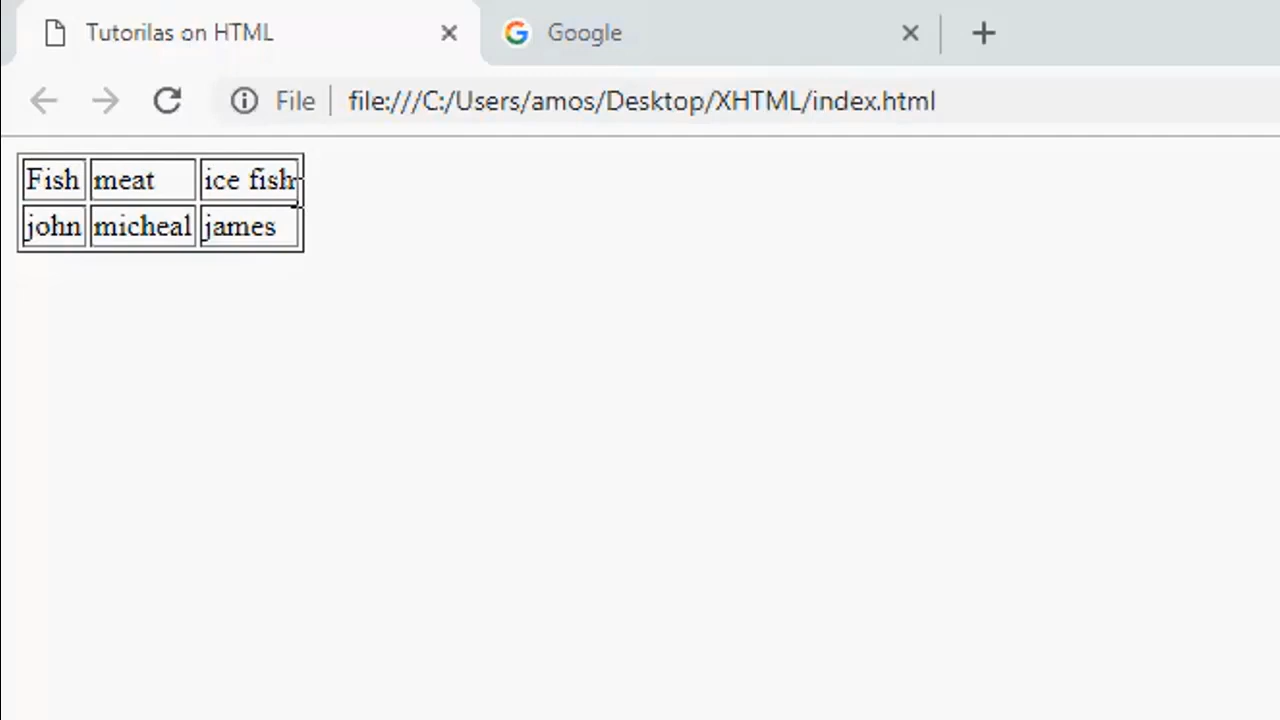 Tutorilas on HTML
Google
File file:///C:/Users/amos/Desktop/XHTML/index.html
Fish meat ice fish
john micheal james